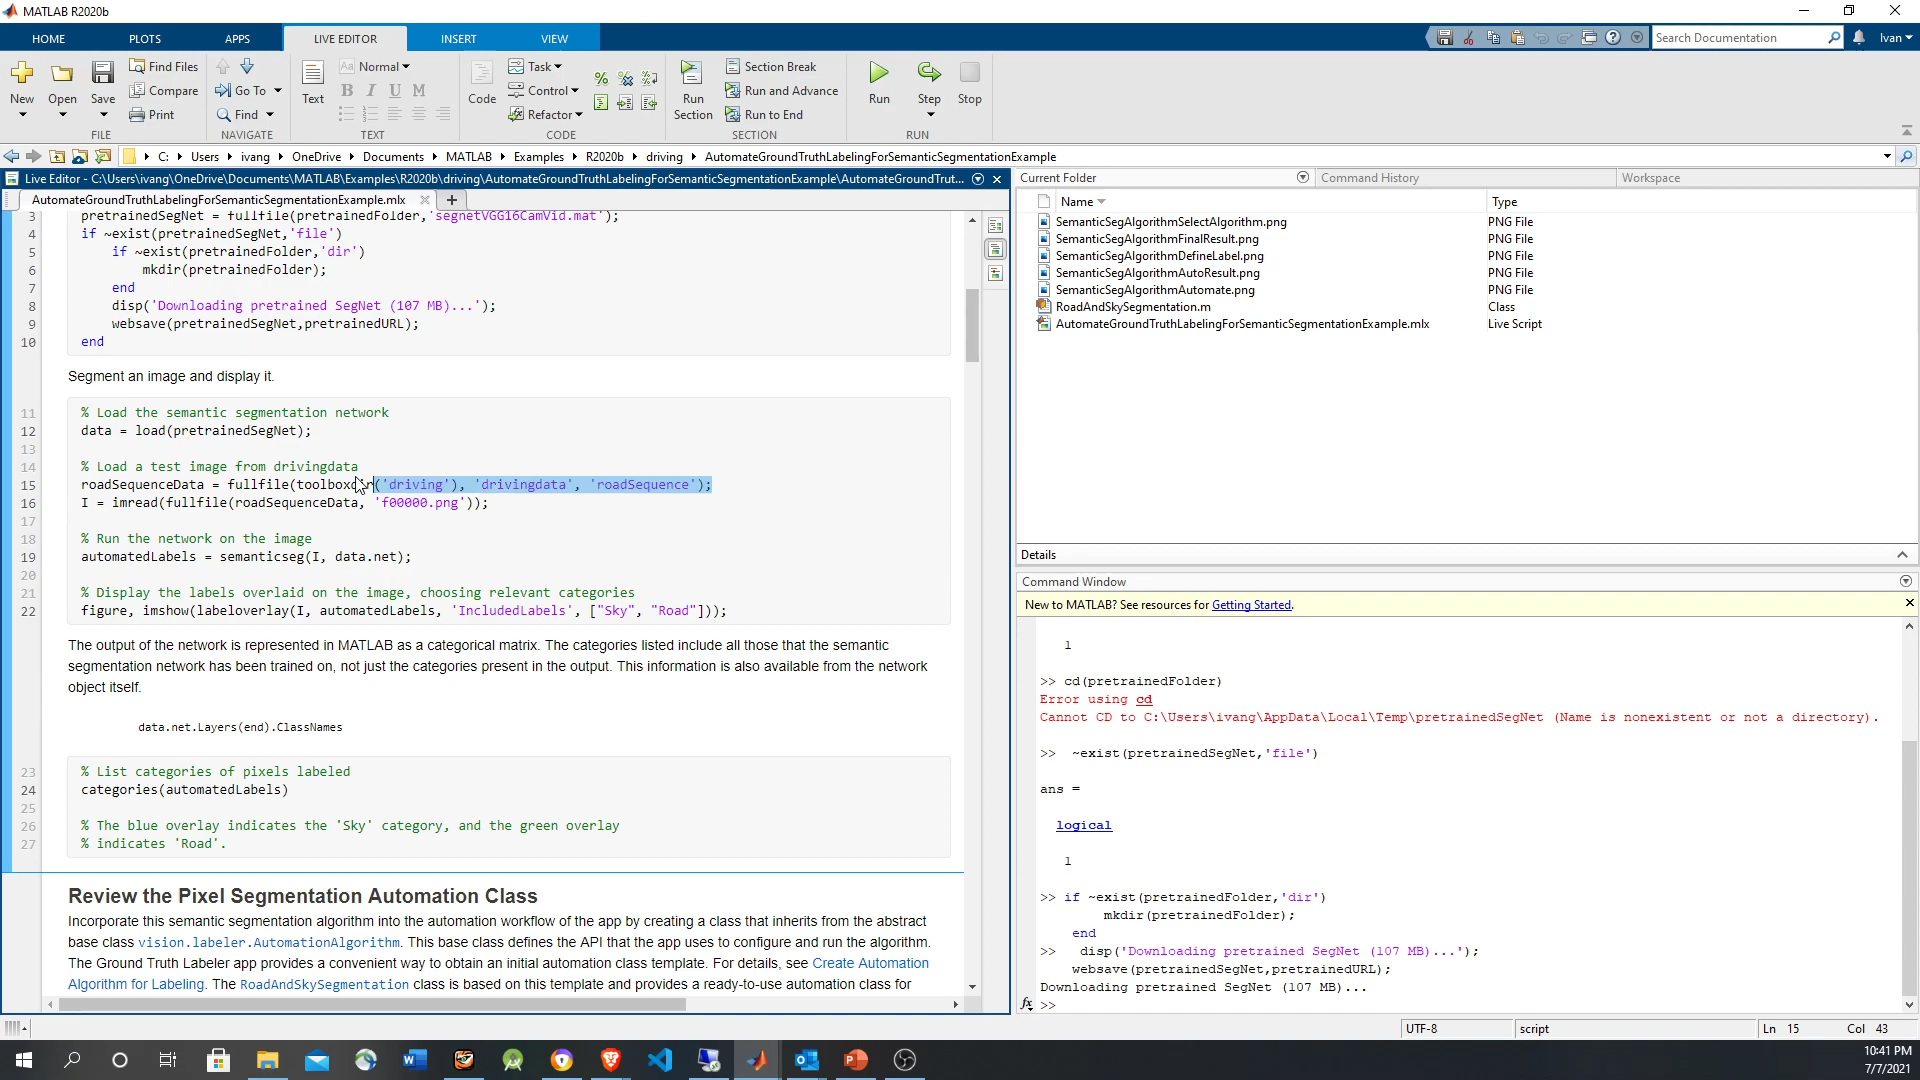 MATLAB R2020b
HOME PLOTS APPS LIVE EDITOR INSERT VIEW
Search Documentation
Ivan
New
Open
Save
Find Files
Compare
Print
FILE
Go To
Find
NAVIGATE
Text
Aa Normal
B I U M
TEXT
Code
Task
Control
Refactor
CODE
Run Section
Section Break
Run and Advance
Run to End
SECTION
Run
Step
Stop
RUN
C: Users ivang OneDrive Documents MATLAB Examples R2020b driving AutomateGroundTruthLabelingForSemanticSegmentationExample
Live Editor - C:\Users\ivang\OneDrive\Documents\MATLAB\Examples\R2020b\driving\AutomateGroundTruthLabelingForSemanticSegmentationExample\AutomateGroundTrut...
AutomateGroundTruthLabelingForSemanticSegmentationExample.mlx
3 pretrainedSegNet = fullfile(pretrainedFolder,'segnetVGG16CamVid.mat');
4 if ~exist(pretrainedSegNet,'file')
5 if ~exist(pretrainedFolder,'dir')
6 mkdir(pretrainedFolder);
7 end
8 disp('Downloading pretrained SegNet (107 MB)...');
9 websave(pretrainedSegNet,pretrainedURL);
10 end
Segment an image and display it.
11 % Load the semantic segmentation network
12 data = load(pretrainedSegNet);
13
14 % Load a test image from drivingdata
15 roadSequenceData = fullfile(toolboxdir('driving'), 'drivingdata', 'roadSequence');
16 I = imread(fullfile(roadSequenceData, 'f00000.png'));
17
18 % Run the network on the image
19 automatedLabels = semanticseg(I, data.net);
20
21 % Display the labels overlaid on the image, choosing relevant categories
22 figure, imshow(labeloverlay(I, automatedLabels, 'IncludedLabels', ["Sky", "Road"]));
The output of the network is represented in MATLAB as a categorical matrix. The categories listed include all those that the semantic
segmentation network has been trained on, not just the categories present in the output. This information is also available from the network
object itself.
data.net.Layers(end).ClassNames
23 % List categories of pixels labeled
24 categories(automatedLabels)
25
26 % The blue overlay indicates the 'Sky' category, and the green overlay
27 % indicates 'Road'.
Review the Pixel Segmentation Automation Class
Incorporate this semantic segmentation algorithm into the automation workflow of the app by creating a class that inherits from the abstract
base class vision.labeler.AutomationAlgorithm. This base class defines the API that the app uses to configure and run the algorithm.
The Ground Truth Labeler app provides a convenient way to obtain an initial automation class template. For details, see Create Automation
Algorithm for Labeling. The RoadAndSkySegmentation class is based on this template and provides a ready-to-use automation class for
Current Folder
Command History
Workspace
Name Type
SemanticSegAlgorithmSelectAlgorithm.png PNG File
SemanticSegAlgorithmFinalResult.png PNG File
SemanticSegAlgorithmDefineLabel.png PNG File
SemanticSegAlgorithmAutoResult.png PNG File
SemanticSegAlgorithmAutomate.png PNG File
RoadAndSkySegmentation.m Class
AutomateGroundTruthLabelingForSemanticSegmentationExample.mlx Live Script
Details
Command Window
New to MATLAB? See resources for Getting Started.
1
>> cd(pretrainedFolder)
Error using cd
Cannot CD to C:\Users\ivang\AppData\Local\Temp\pretrainedSegNet (Name is nonexistent or not a directory).
>> ~exist(pretrainedSegNet,'file')
ans =
logical
1
>> if ~exist(pretrainedFolder,'dir')
mkdir(pretrainedFolder);
end
>> disp('Downloading pretrained SegNet (107 MB)...');
websave(pretrainedSegNet,pretrainedURL);
Downloading pretrained SegNet (107 MB)...
fx >>
UTF-8 script Ln 15 Col 43
10:41 PM
7/7/2021